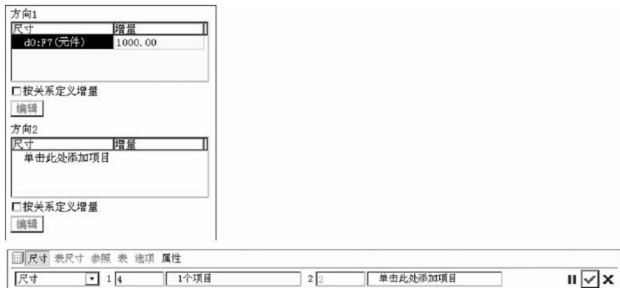 方向1
尺寸 增量
d0:F7(元件) 1000.00
按关系定义增量
编辑
方向2
尺寸 增量
单击此处添加项目
按关系定义增量
编辑
尺寸 表尺寸 参照 表 选项 属性
尺寸 1 4 1个项目 2 2 单击此处添加项目